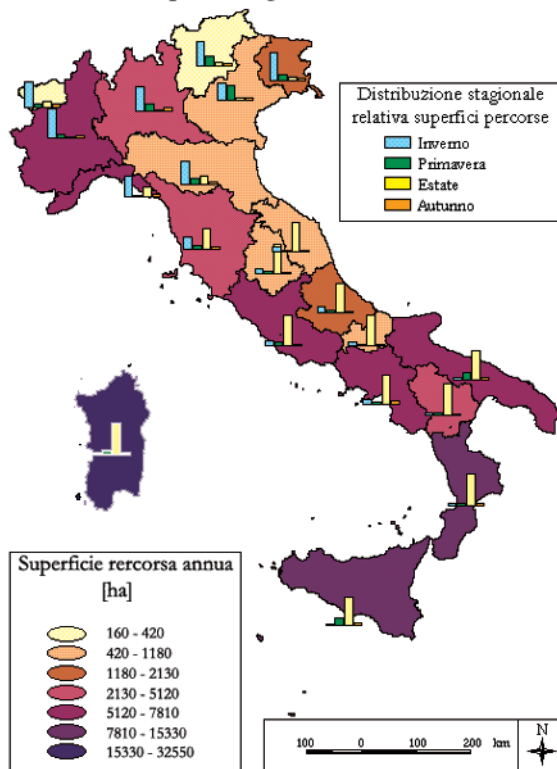 Distribuzione stagionale
relativa superfici percorse
Inverno
Primavera
Estate
Autunno
Superficie rercorsa annua
[ha]
160 - 420
420 - 1180
1180 - 2130
2130 - 5120
5120 - 7810
7810 - 15330
15330 - 32550
N
100 0 100 200 km